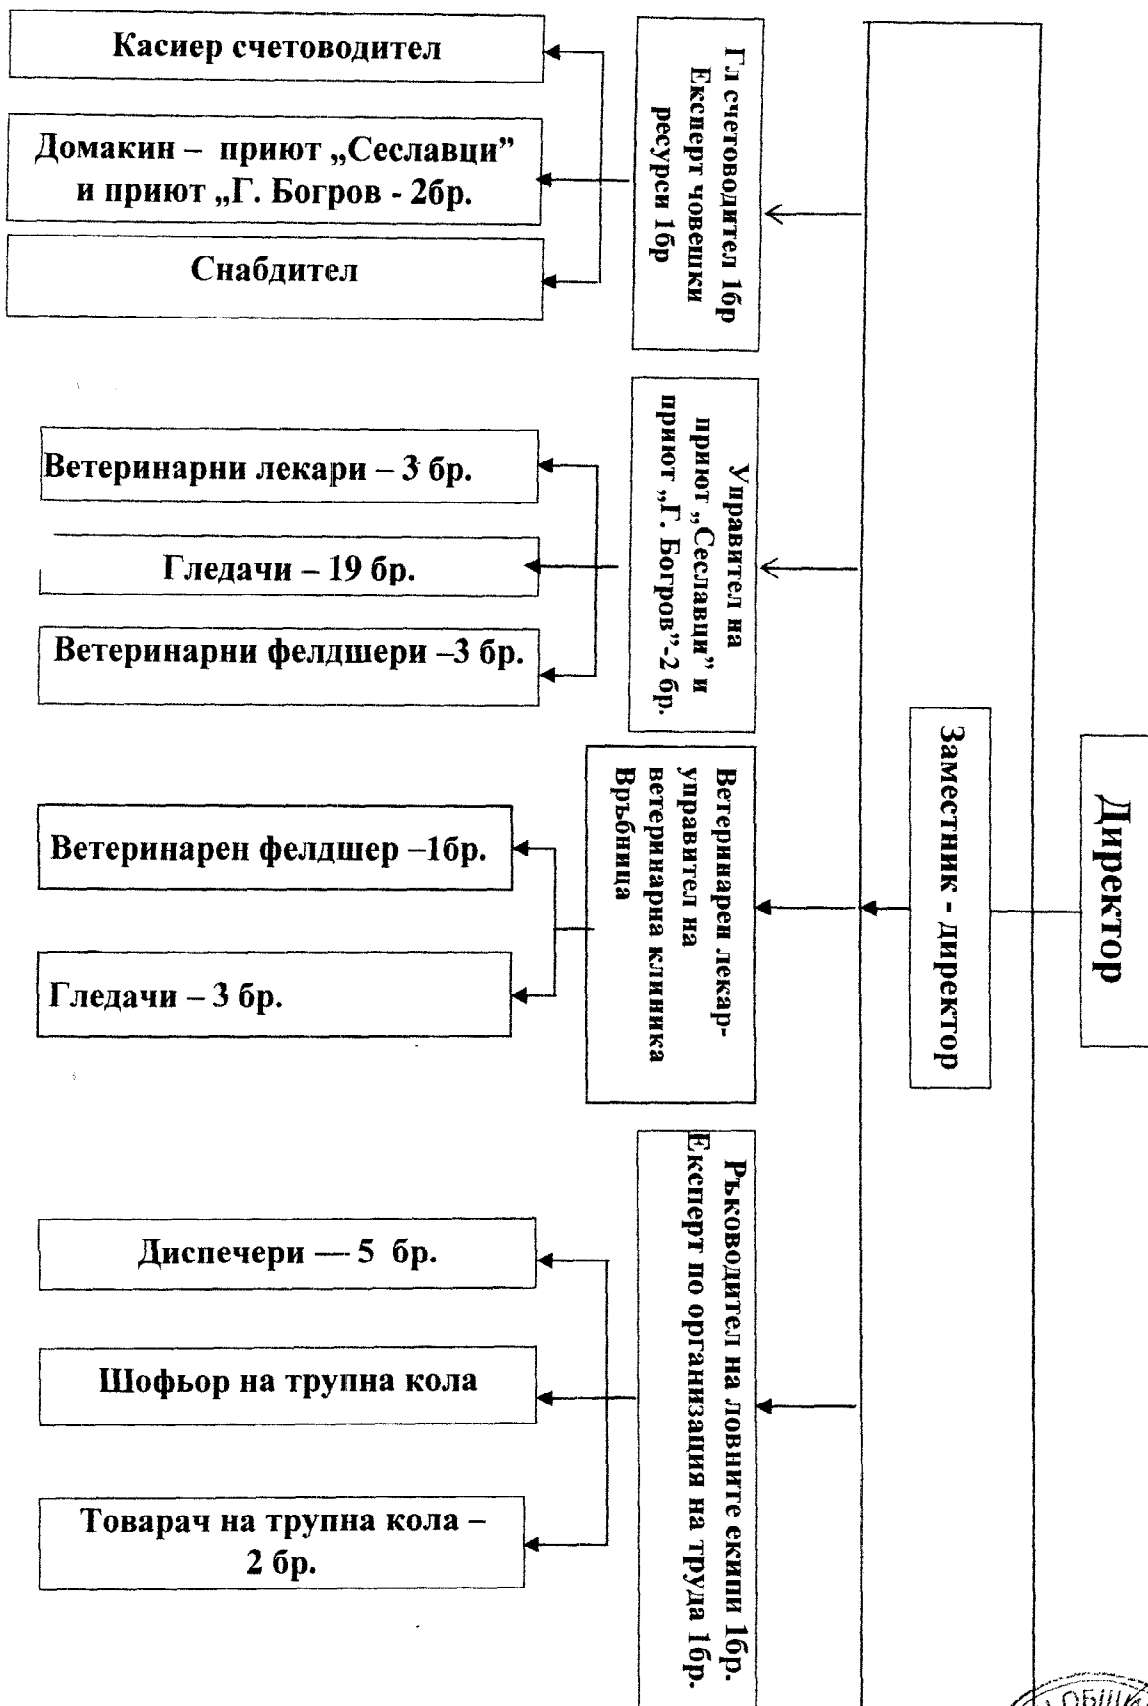 Директор
Заместник - директор
Гл счетоводител 1бр
Експерт човешки
ресурси 1бр
Касиер счетоводител
Домакин – приют „Сеславци”
и приют „Г. Богров - 2бр.
Снабдител
Управител на
приют „Сеславци” и
приют „Г. Богров”-2 бр.
Ветеринарни лекари – 3 бр.
Гледачи – 19 бр.
Ветеринарни фелдшери –3 бр.
Ветеринарен лекар-
управител на
ветеринарна клиника
Връбница
Ветеринарен фелдшер –1бр.
Гледачи – 3 бр.
Ръководител на ловните екипи 1бр.
Експерт по организация на труда 1бр.
Диспечери — 5 бр.
Шофьор на трупна кола
Товарач на трупна кола –
2 бр.